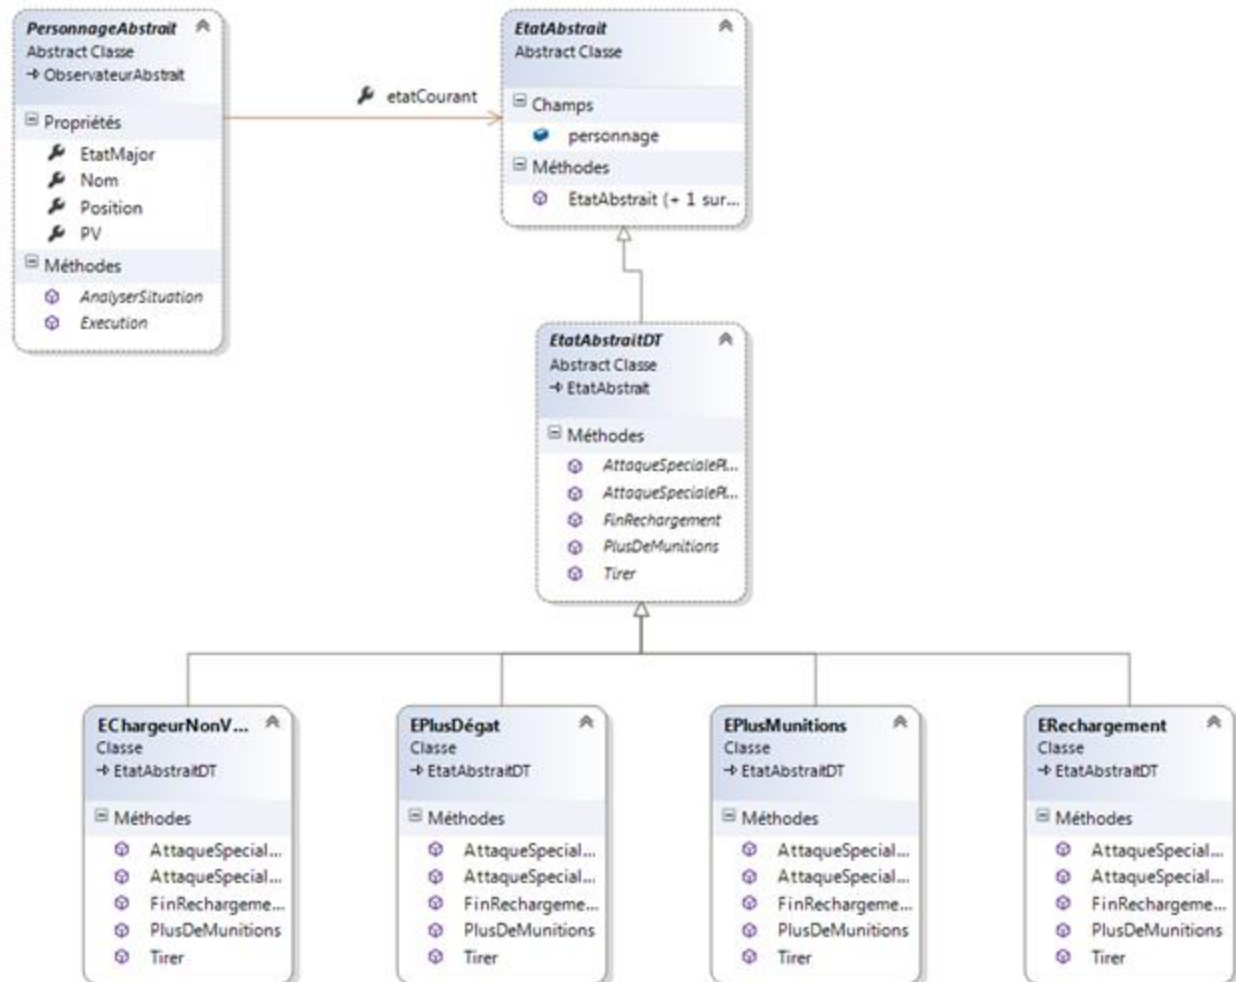 PersonnageAbstrait
Abstract Classe
ObservateurAbstrait
Propriétés
EtatMajor
Nom
Position
PV
Méthodes
AnalyserSituation
Execution
etatCourant
EtatAbstrait
Abstract Classe
Champs
personnage
Méthodes
EtatAbstrait (+ 1 sur...
EtatAbstraitDT
Abstract Classe
EtatAbstrait
Méthodes
AttaqueSpecialePl...
AttaqueSpecialePl...
FinRechargement
PlusDeMunitions
Tirer
EChargeurNonV...
Classe
EtatAbstraitDT
Méthodes
AttaqueSpecial...
AttaqueSpecial...
FinRechargeme...
PlusDeMunitions
Tirer
EPlusDégat
Classe
EtatAbstraitDT
Méthodes
AttaqueSpecial...
AttaqueSpecial...
FinRechargeme...
PlusDeMunitions
Tirer
EPlusMunitions
Classe
EtatAbstraitDT
Méthodes
AttaqueSpecial...
AttaqueSpecial...
FinRechargeme...
PlusDeMunitions
Tirer
ERechargement
Classe
EtatAbstraitDT
Méthodes
AttaqueSpecial...
AttaqueSpecial...
FinRechargeme...
PlusDeMunitions
Tirer